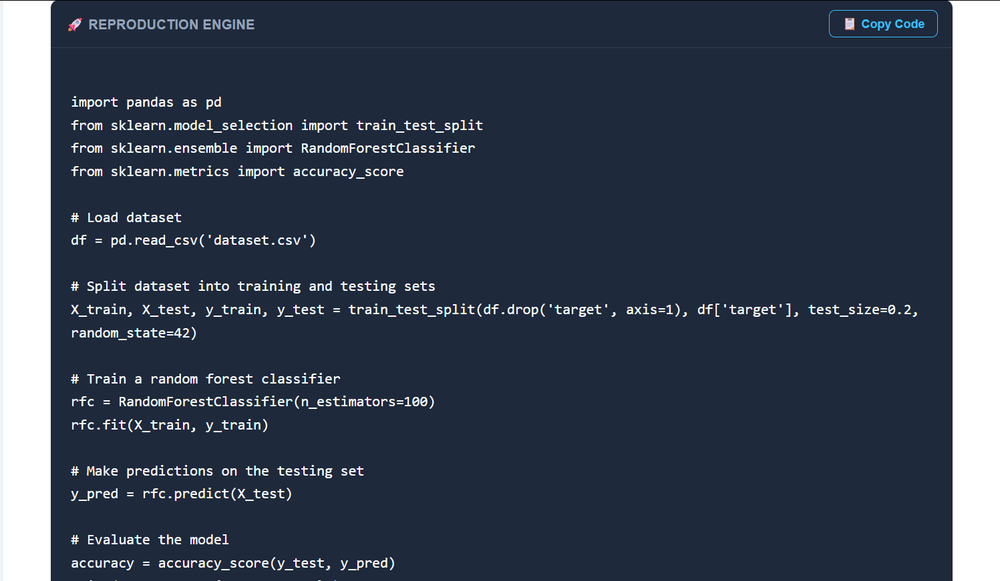 🚀 REPRODUCTION ENGINE
📋 Copy Code
import pandas as pd
from sklearn.model_selection import train_test_split
from sklearn.ensemble import RandomForestClassifier
from sklearn.metrics import accuracy_score
# Load dataset
df = pd.read_csv('dataset.csv')
# Split dataset into training and testing sets
X_train, X_test, y_train, y_test = train_test_split(df.drop('target', axis=1), df['target'], test_size=0.2,
random_state=42)
# Train a random forest classifier
rfc = RandomForestClassifier(n_estimators=100)
rfc.fit(X_train, y_train)
# Make predictions on the testing set
y_pred = rfc.predict(X_test)
# Evaluate the model
accuracy = accuracy_score(y_test, y_pred)